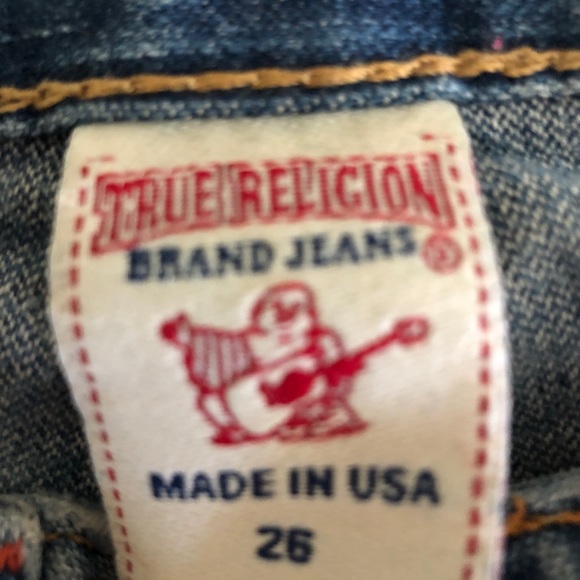 TRUE RELIGION
BRAND JEANS®
MADE IN USA
26